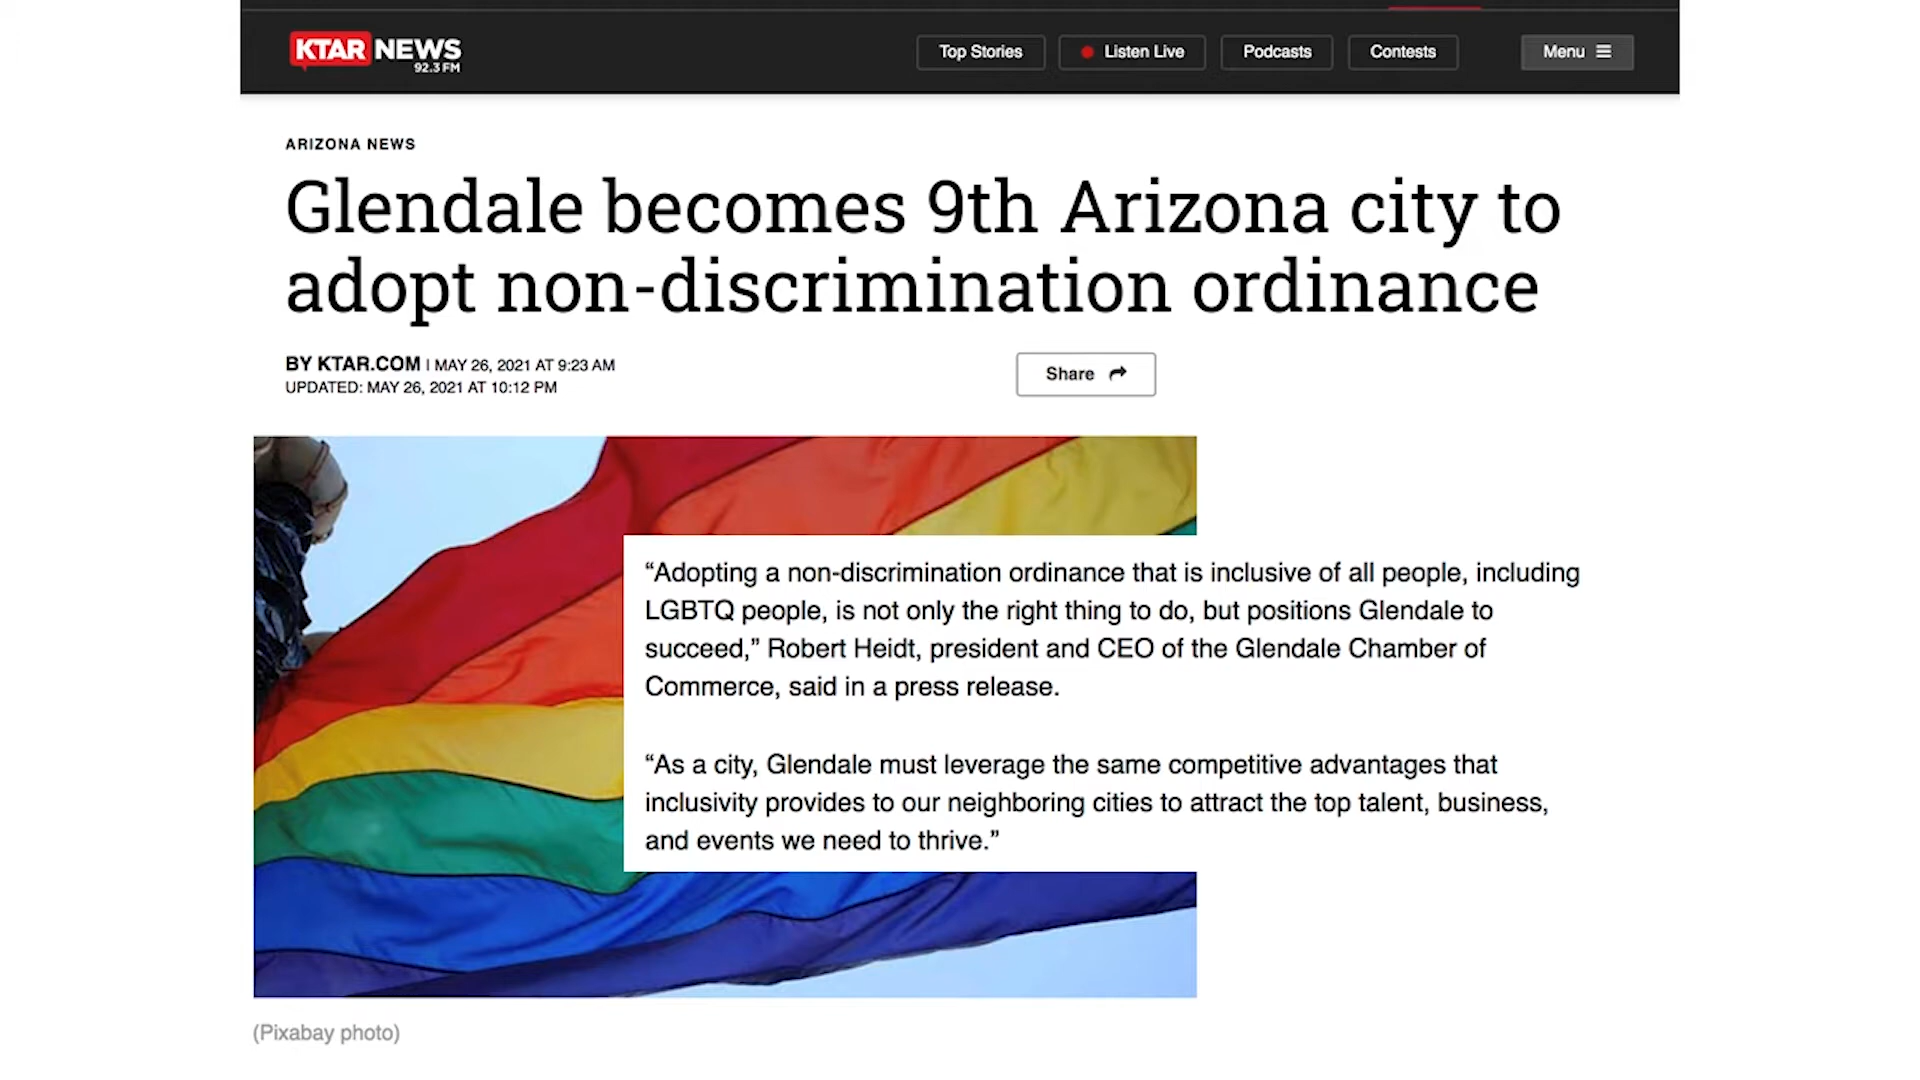 KTAR NEWS
92.3 FM
Top Stories
Listen Live
Podcasts
Contests
Menu
ARIZONA NEWS
Glendale becomes 9th Arizona city to
adopt non-discrimination ordinance
BY KTAR.COM | MAY 26, 2021 AT 9:23 AM
UPDATED: MAY 26, 2021 AT 10:12 PM
Share
“Adopting a non-discrimination ordinance that is inclusive of all people, including
LGBTQ people, is not only the right thing to do, but positions Glendale to
succeed,” Robert Heidt, president and CEO of the Glendale Chamber of
Commerce, said in a press release.
“As a city, Glendale must leverage the same competitive advantages that
inclusivity provides to our neighboring cities to attract the top talent, business,
and events we need to thrive.”
(Pixabay photo)